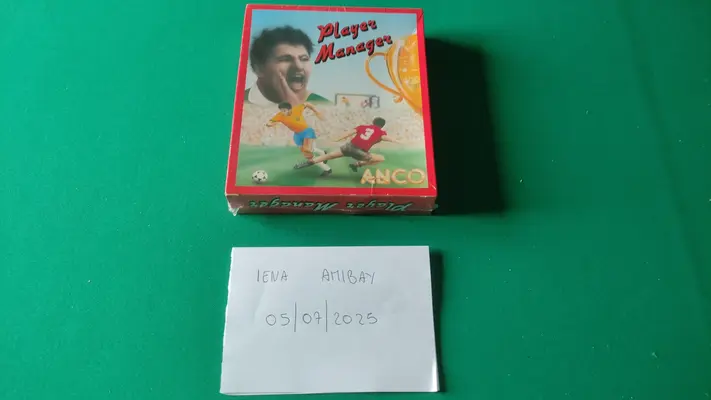 Player
Manager
3
ANCO
Player Manager
IENA AMIBAY
05/07/2025